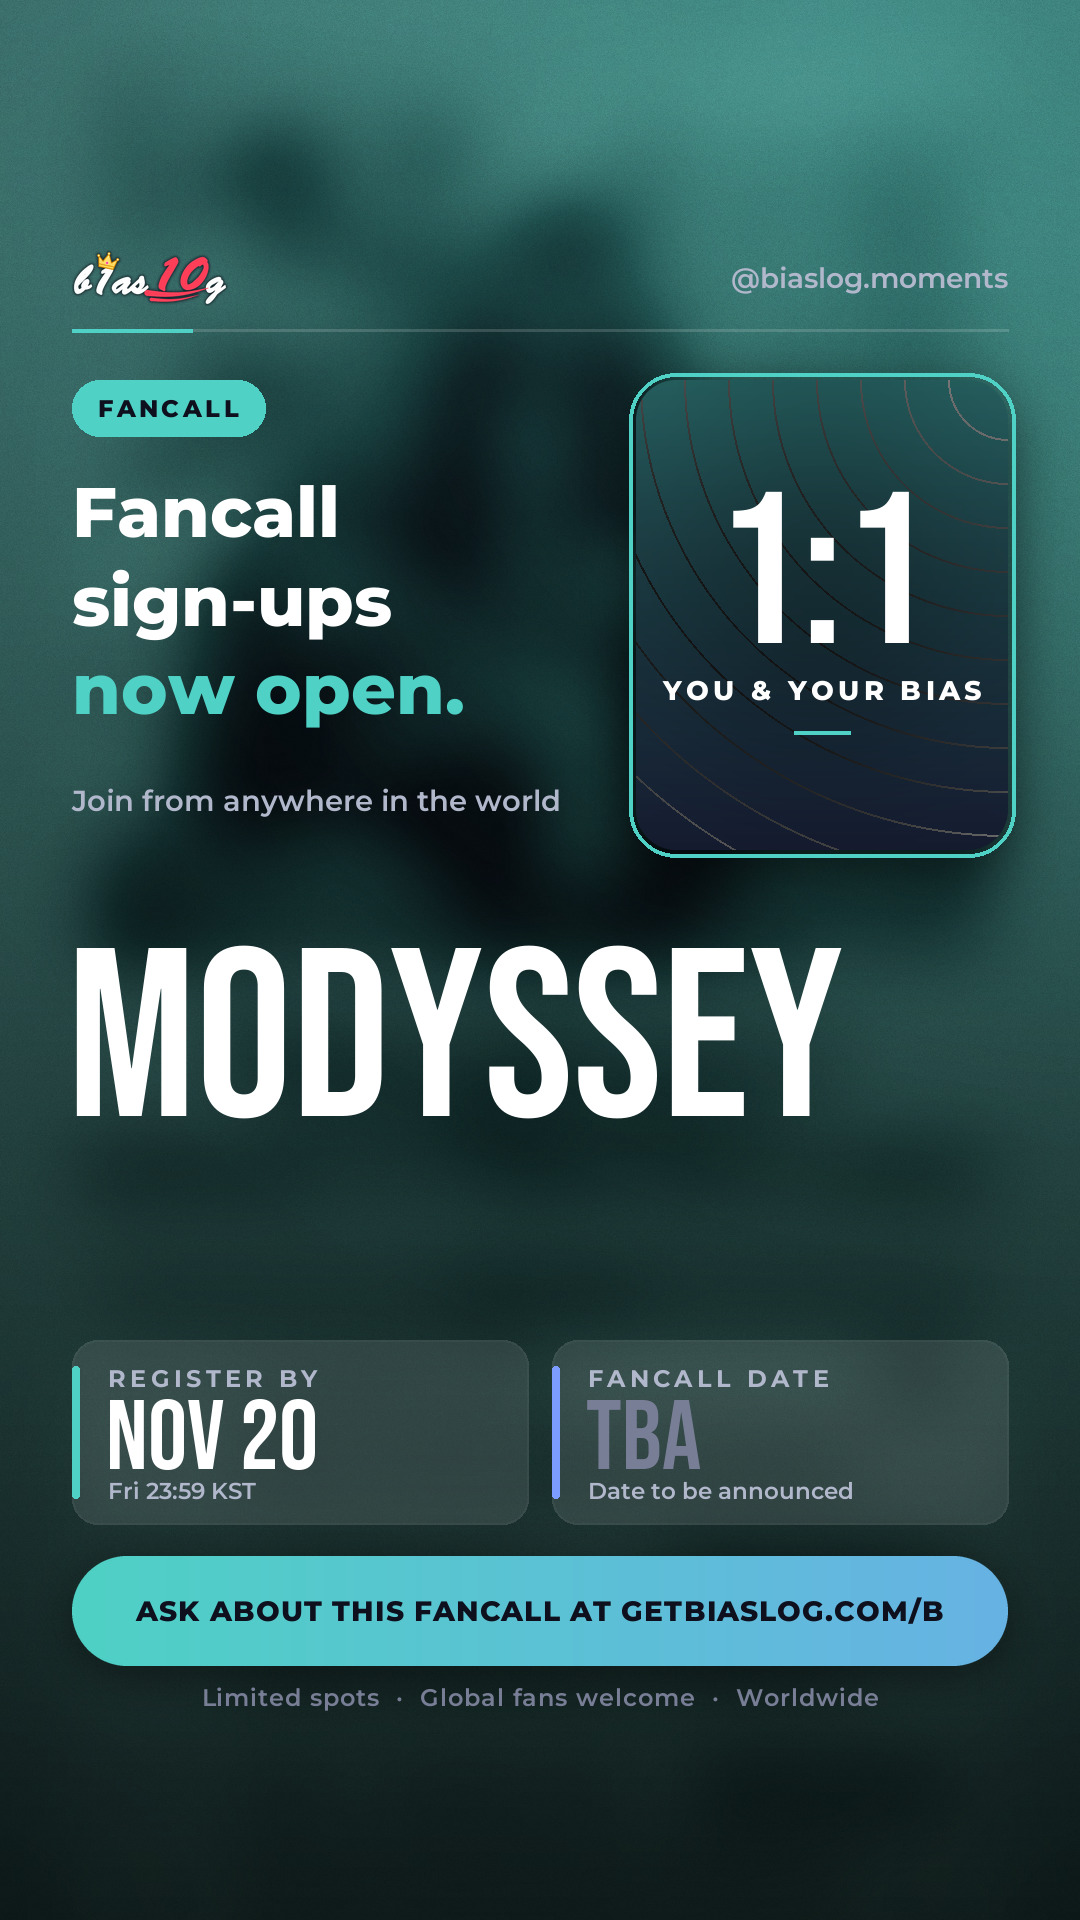 b1as10g
@biaslog.moments
FANCALL
Fancall
sign-ups
now open.
Join from anywhere in the world
1:1
YOU & YOUR BIAS
MODYSSEY
REGISTER BY
NOV 20
Fri 23:59 KST
FANCALL DATE
TBA
Date to be announced
ASK ABOUT THIS FANCALL AT GETBIASLOG.COM/B
Limited spots · Global fans welcome · Worldwide